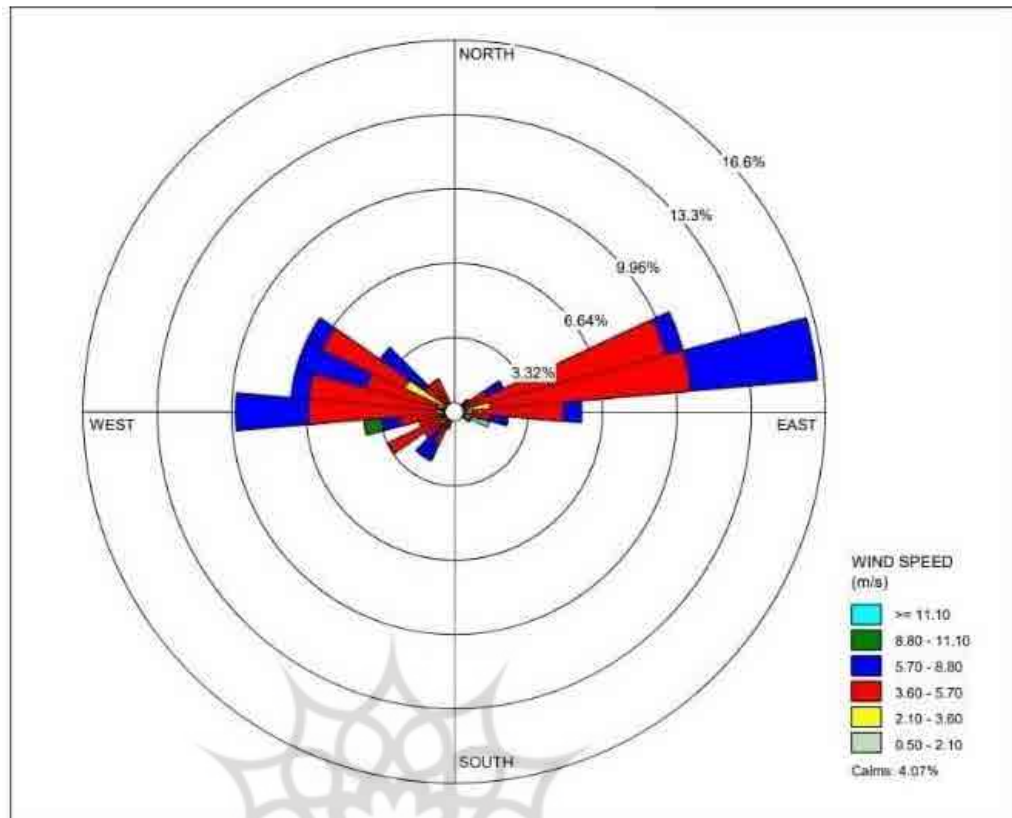 NORTH
16.6%
13.3%
9.96%
6.64%
3.32%
WEST
EAST
SOUTH
WIND SPEED
(m/s)
>= 11.10
8.80 - 11.10
5.70 - 8.80
3.60 - 5.70
2.10 - 3.60
0.50 - 2.10
Calms: 4.07%